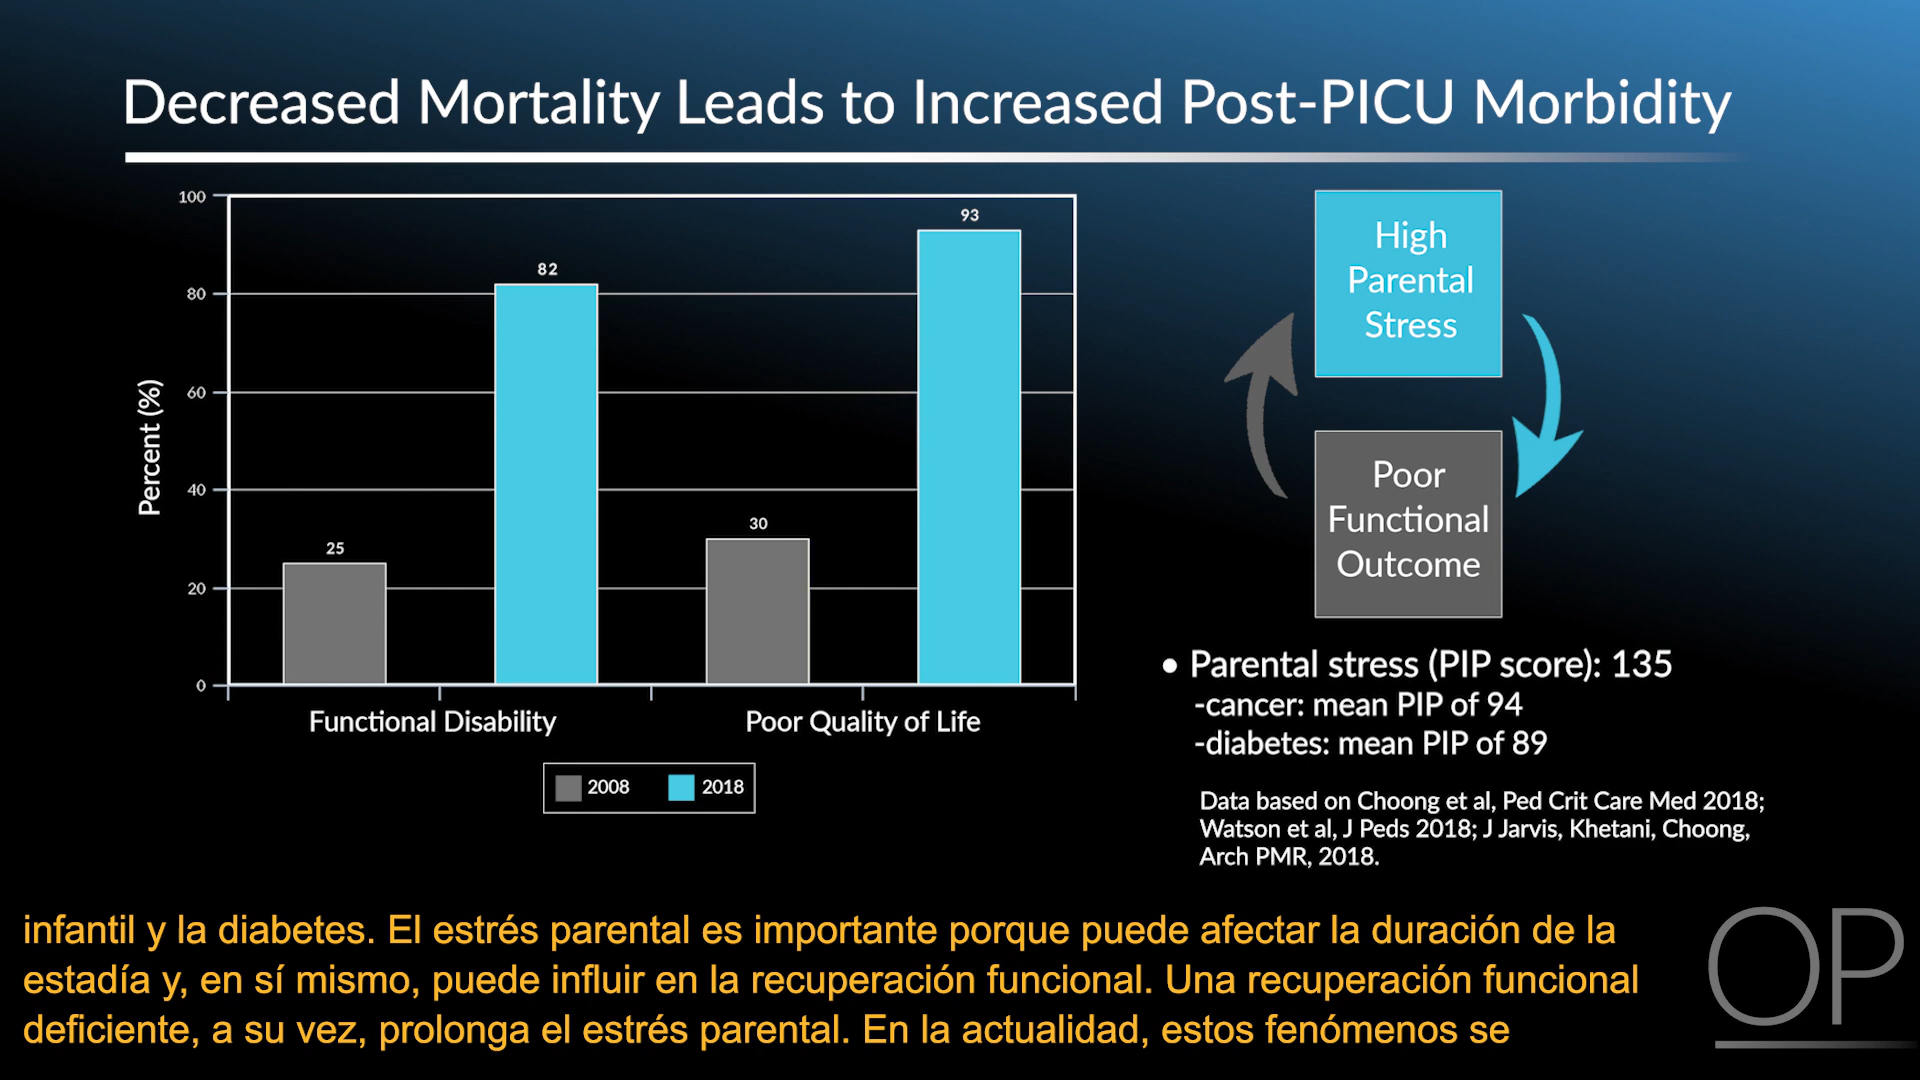 Decreased Mortality Leads to Increased Post-PICU Morbidity
100
80
60
40
20
0
Percent (%)
25
82
30
93
Functional Disability
Poor Quality of Life
2008
2018
High
Parental
Stress
Poor
Functional
Outcome
• Parental stress (PIP score): 135
-cancer: mean PIP of 94
-diabetes: mean PIP of 89
Data based on Choong et al, Ped Crit Care Med 2018;
Watson et al, J Peds 2018; J Jarvis, Khetani, Choong,
Arch PMR, 2018.
infantil y la diabetes. El estrés parental es importante porque puede afectar la duración de la
estadía y, en sí mismo, puede influir en la recuperación funcional. Una recuperación funcional
deficiente, a su vez, prolonga el estrés parental. En la actualidad, estos fenómenos se
OP